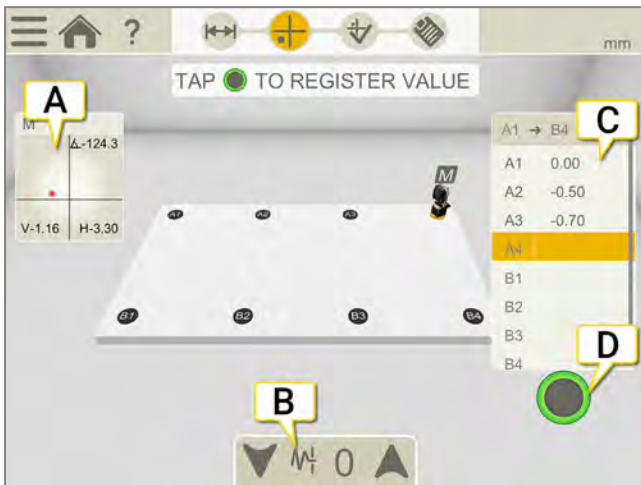 ?
mm
TAP TO REGISTER VALUE
A
M
∡-124.3
V-1.16 H-3.30
M
A1 A2 A3
B1 B2 B3 B4
A1 → B4
C
A1 0.00
A2 -0.50
A3 -0.70
A4
B1
B2
B3
B4
D
B
0